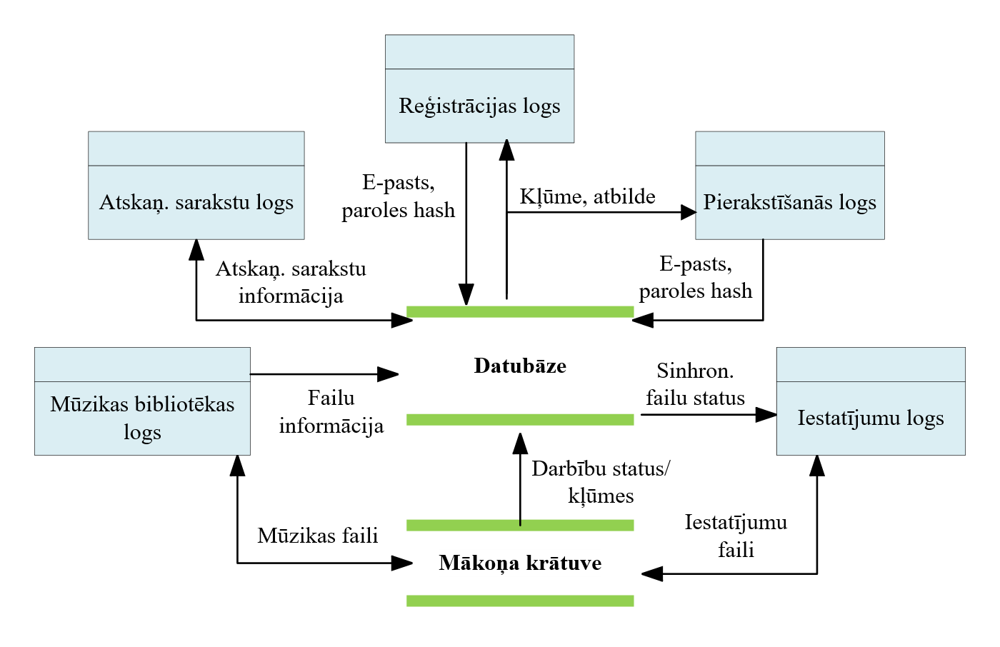 Reģistrācijas logs
Atskaņ. sarakstu logs
E-pasts,
paroles hash
Kļūme, atbilde
Pierakstīšanās logs
Atskaņ. sarakstu
informācija
E-pasts,
paroles hash
Mūzikas bibliotēkas
logs
Failu
informācija
Datubāze
Sinhron.
failu status
Iestatījumu logs
Darbību status/
kļūmes
Mūzikas faili
Mākoņa krātuve
Iestatījumu
faili